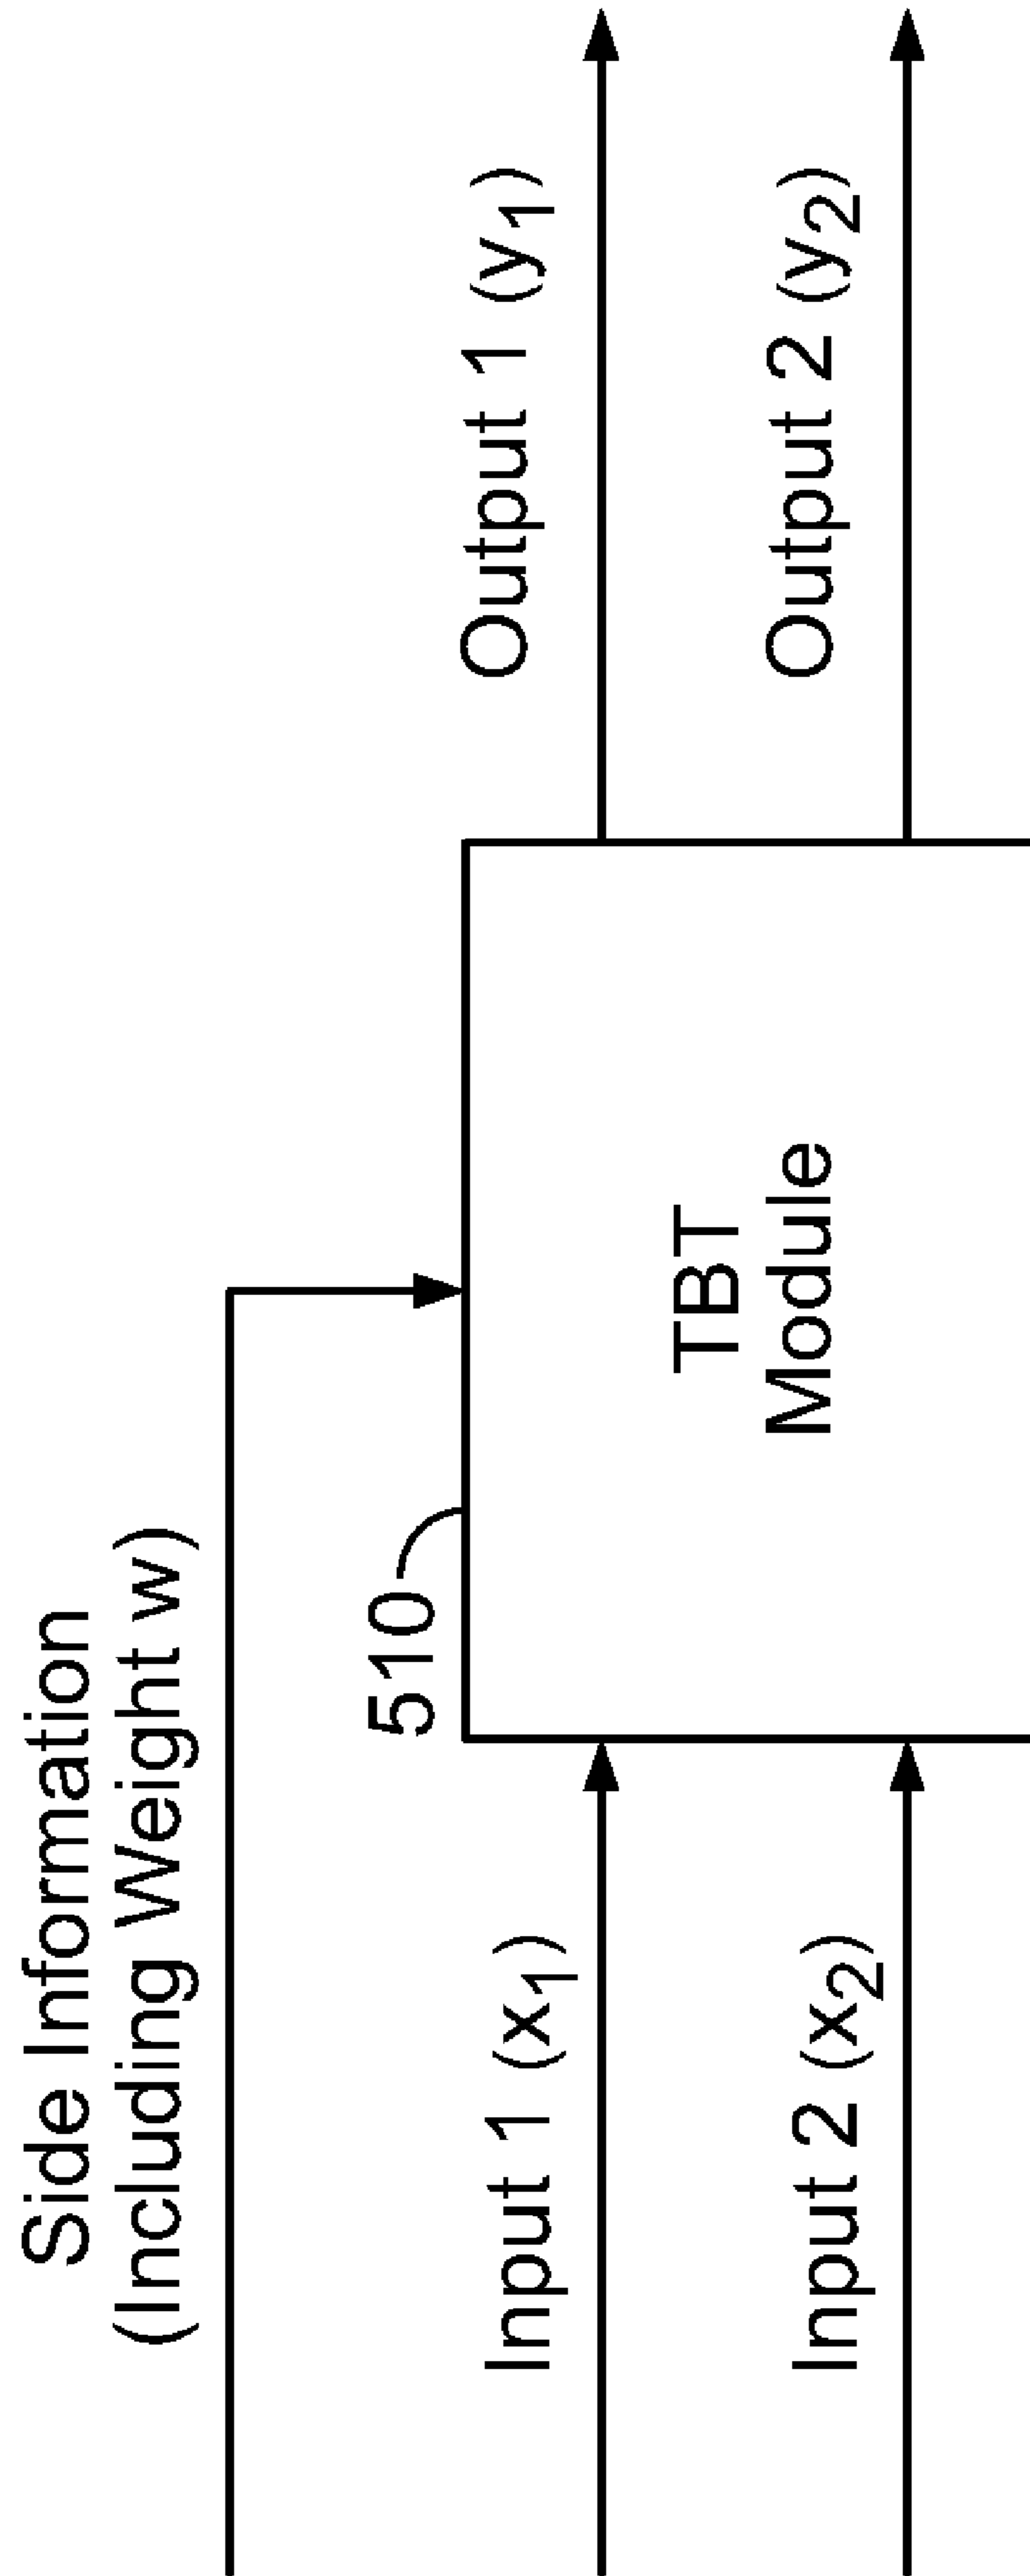 Side Information
(Including Weight w)
510
Input 1 (x₁)
Input 2 (x₂)
TBT
Module
Output 1 (y₁)
Output 2 (y₂)